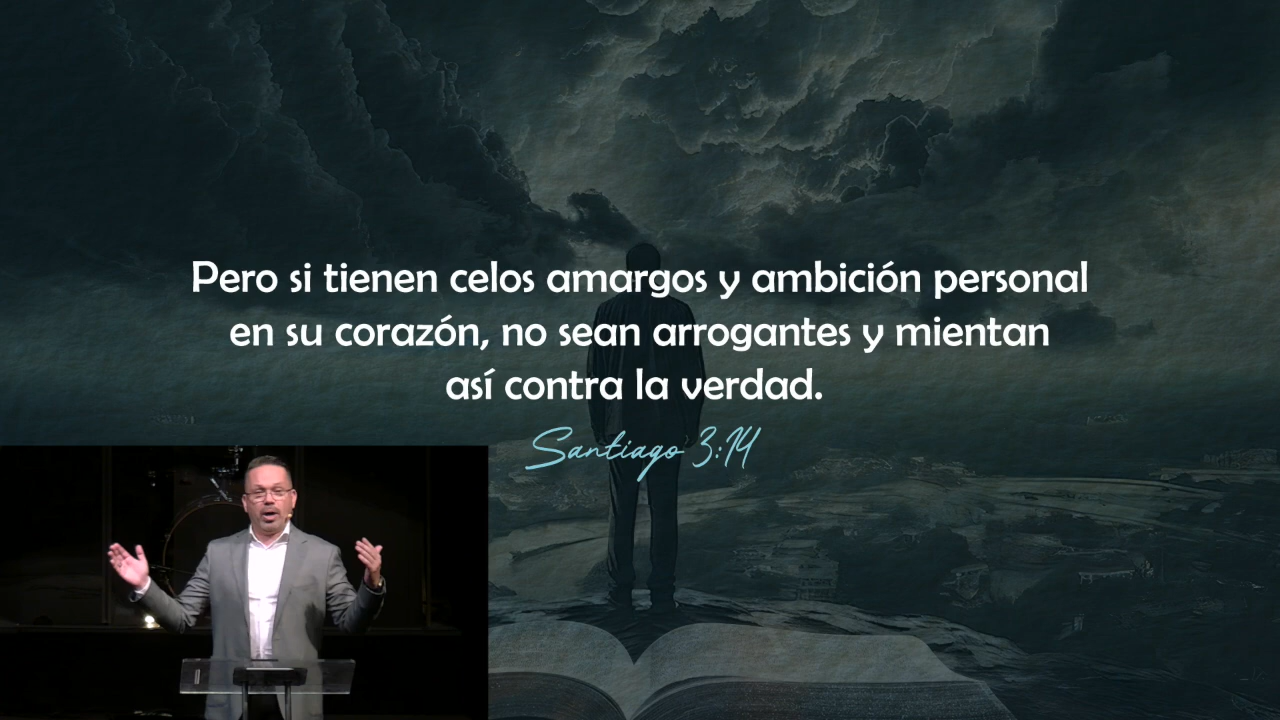 Pero si tienen celos amargos y ambición personal
en su corazón, no sean arrogantes y mientan
así contra la verdad.
Santiago 3:14